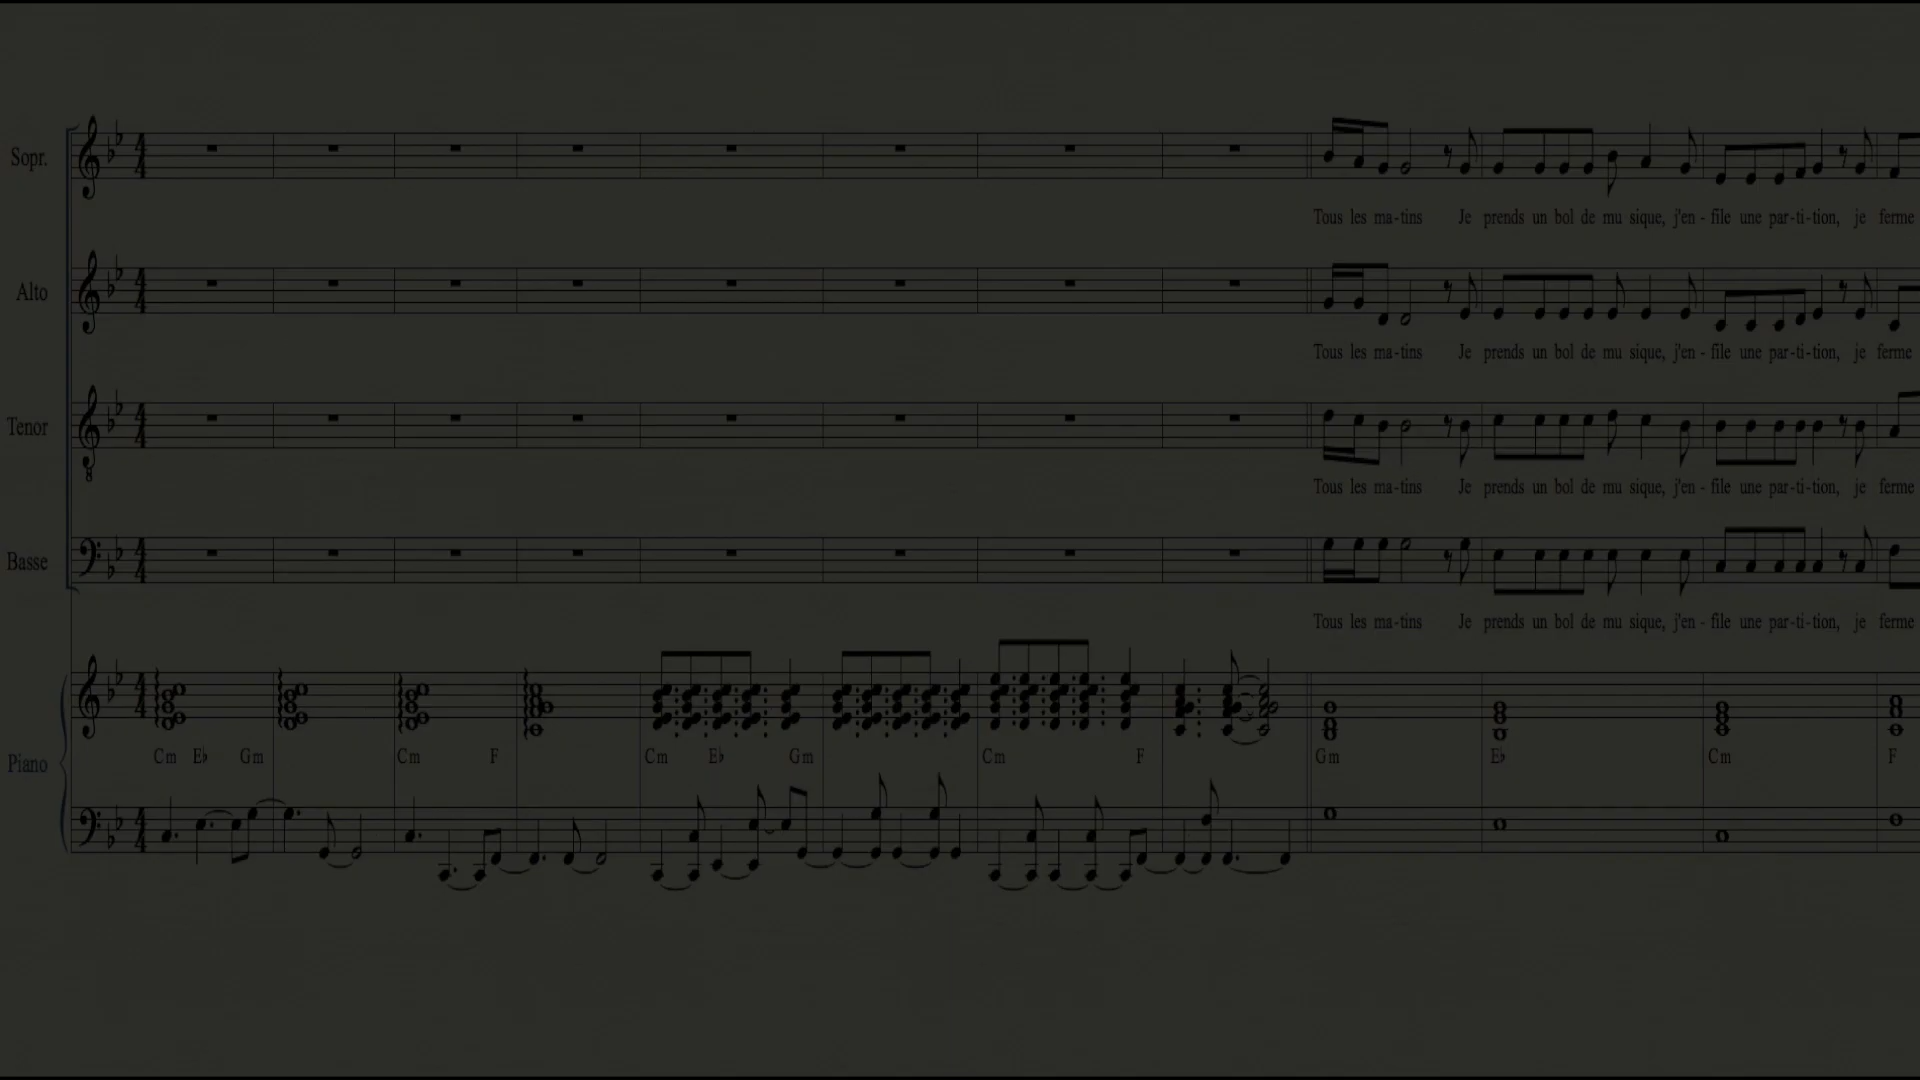 Sopr.
Tous les ma-tins Je prends un bol de mu sique, j'en - file une par-ti-tion, je ferme
Alto
Tous les ma-tins Je prends un bol de mu sique, j'en - file une par-ti-tion, je ferme
Tenor
Tous les ma-tins Je prends un bol de mu sique, j'en - file une par-ti-tion, je ferme
Basse
Tous les ma-tins Je prends un bol de mu sique, j'en - file une par-ti-tion, je ferme
Cm E♭ Gm Cm F Cm E♭ Gm Cm F Gm E♭ Cm F
Piano